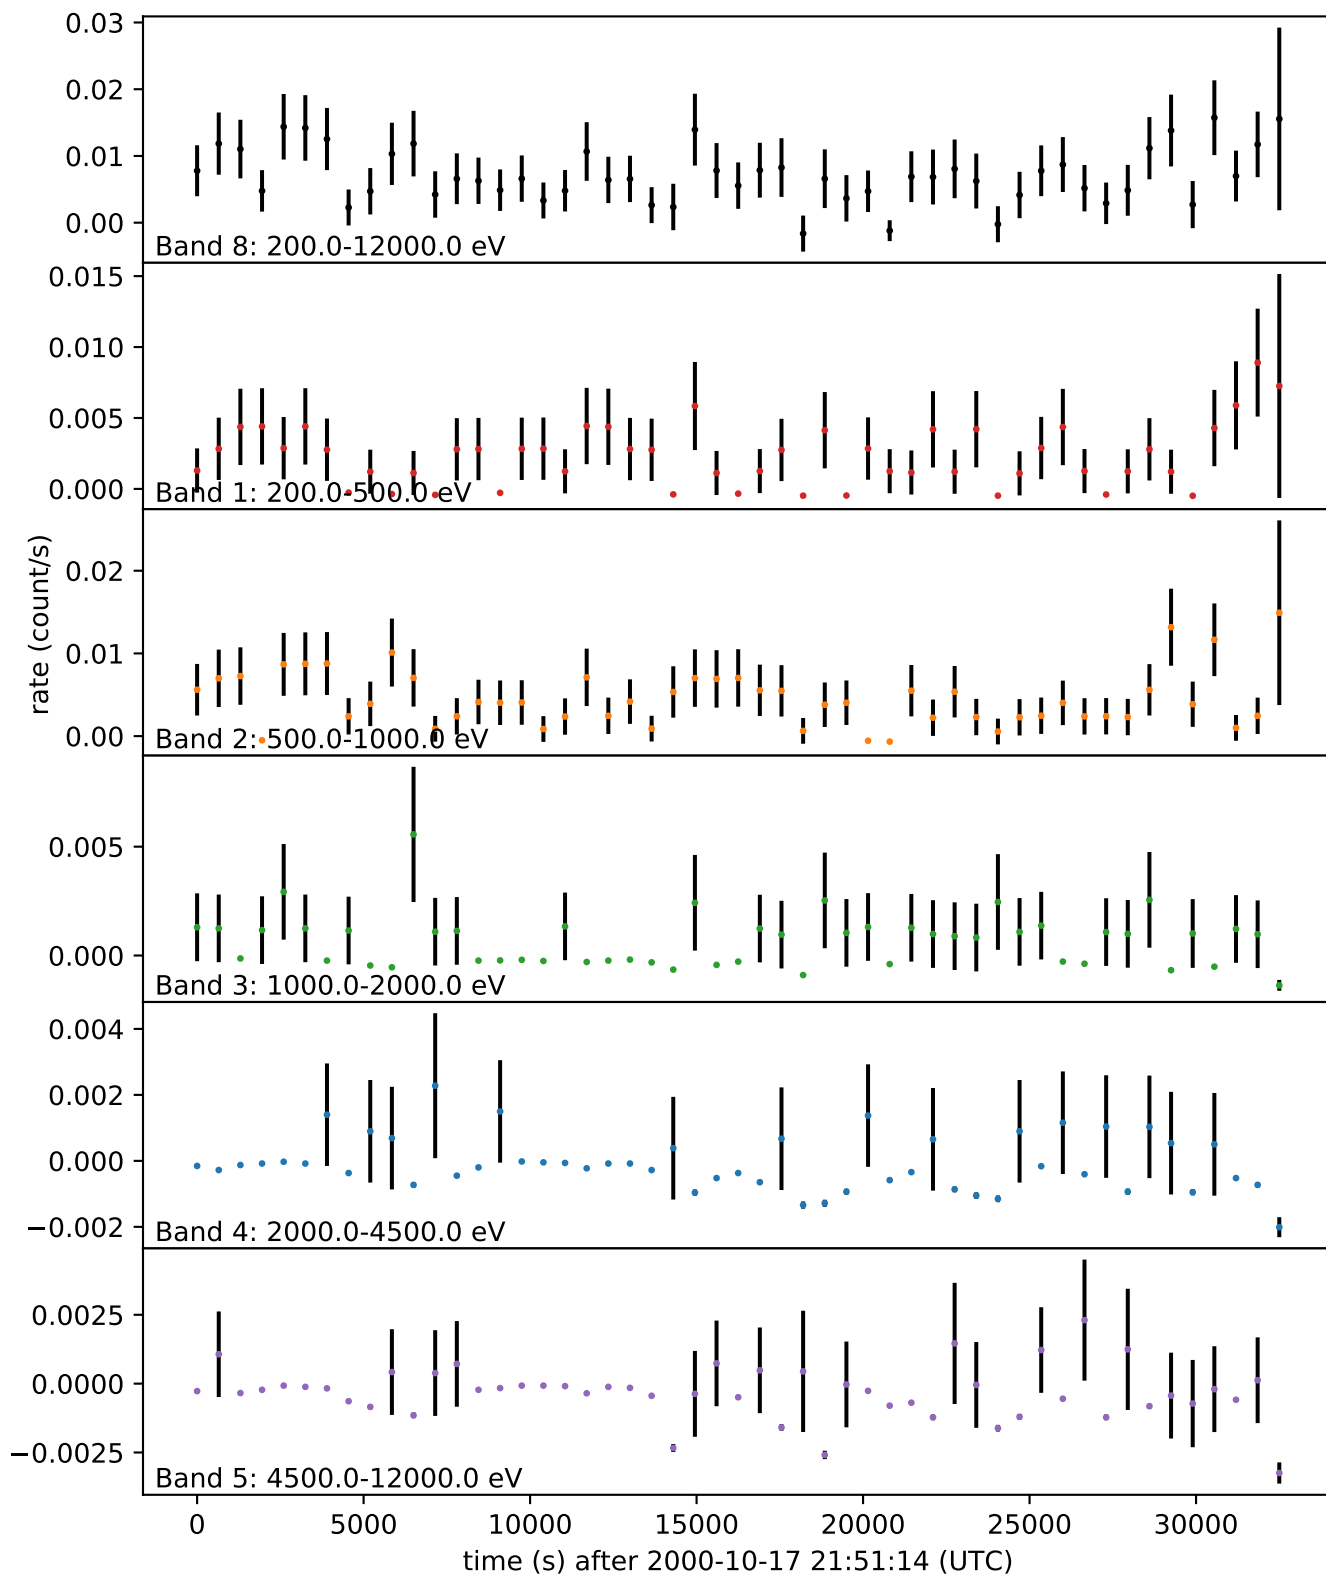 0.03
0.02
0.01
0.00
Band 8: 200.0-12000.0 eV
0.015
0.010
0.005
0.000
Band 1: 200.0-500.0 eV
rate (count/s)
0.02
0.01
0.00
Band 2: 500.0-1000.0 eV
0.005
0.000
Band 3: 1000.0-2000.0 eV
0.004
0.002
0.000
−0.002
Band 4: 2000.0-4500.0 eV
0.0025
0.0000
−0.0025
Band 5: 4500.0-12000.0 eV
0 5000 10000 15000 20000 25000 30000
time (s) after 2000-10-17 21:51:14 (UTC)